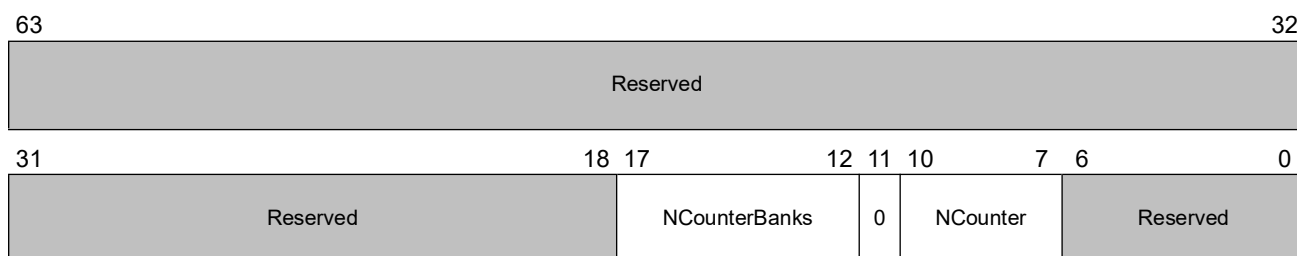 63 32
Reserved
31 18 17 12 11 10 7 6 0
Reserved NCounterBanks 0 NCounter Reserved